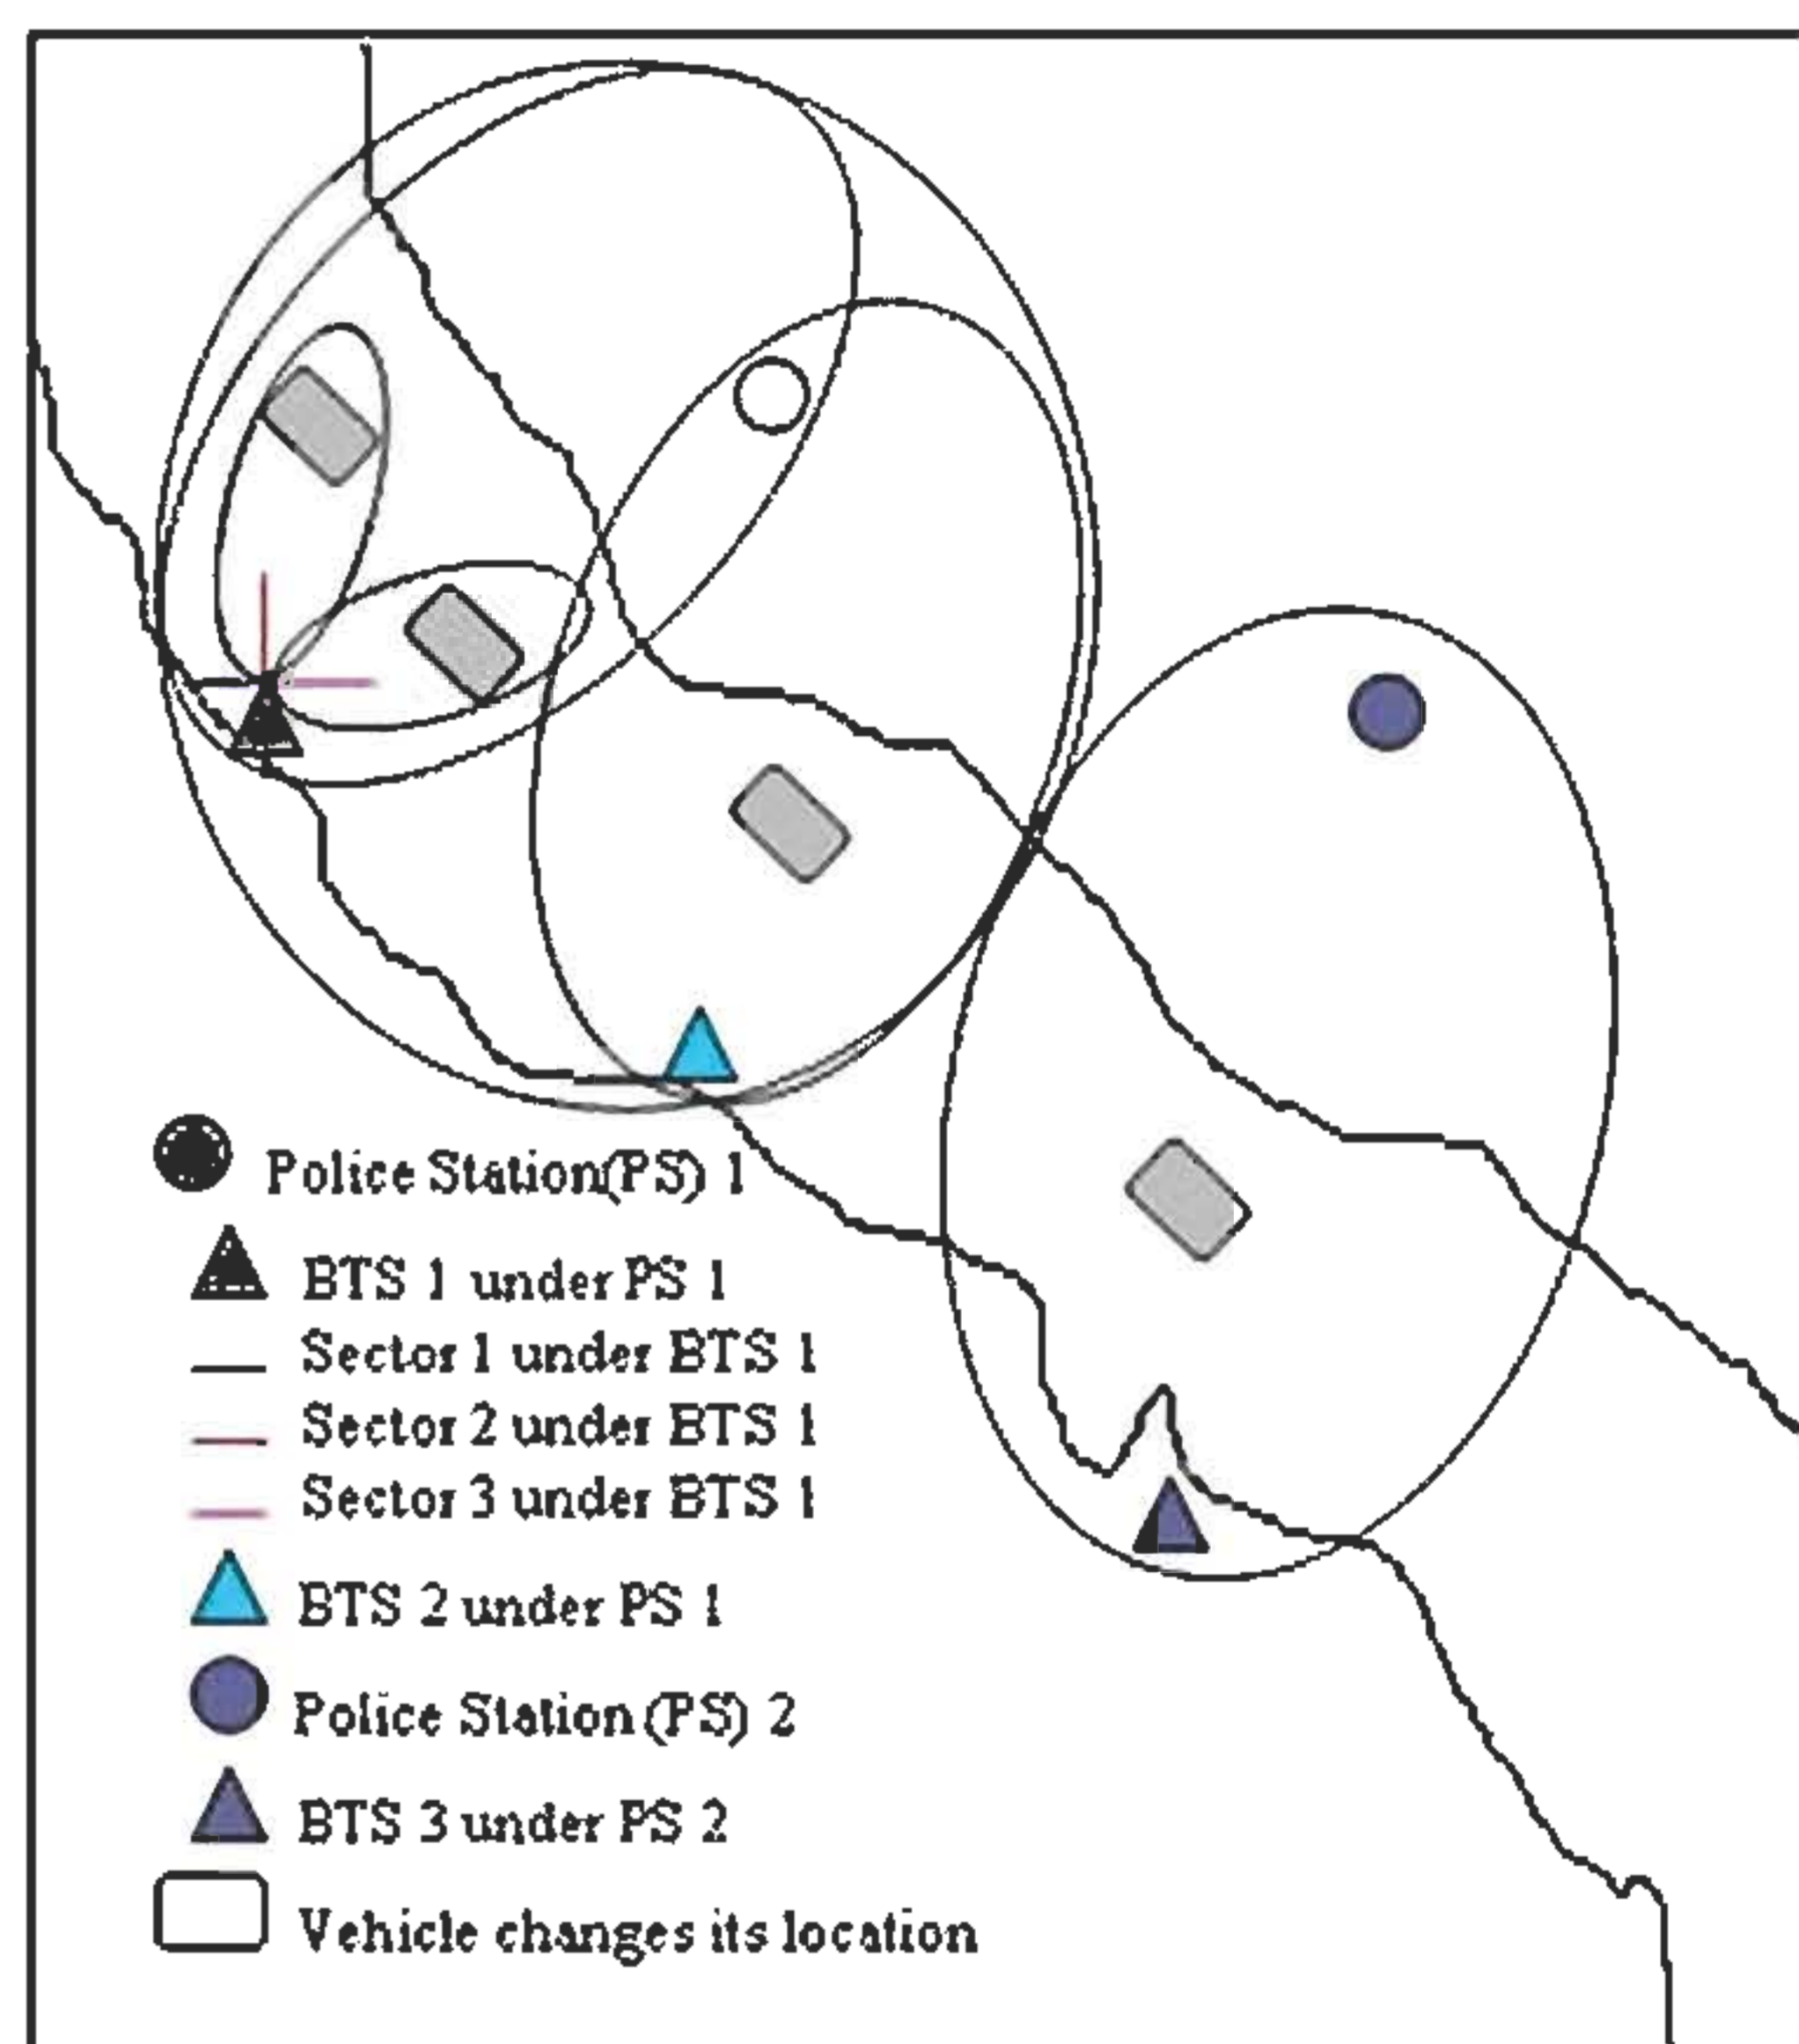 Police Station(PS) 1
BTS 1 under PS 1
Sector 1 under BTS 1
Sector 2 under BTS 1
Sector 3 under BTS 1
BTS 2 under PS 1
Police Station (PS) 2
BTS 3 under PS 2
Vehicle changes its location